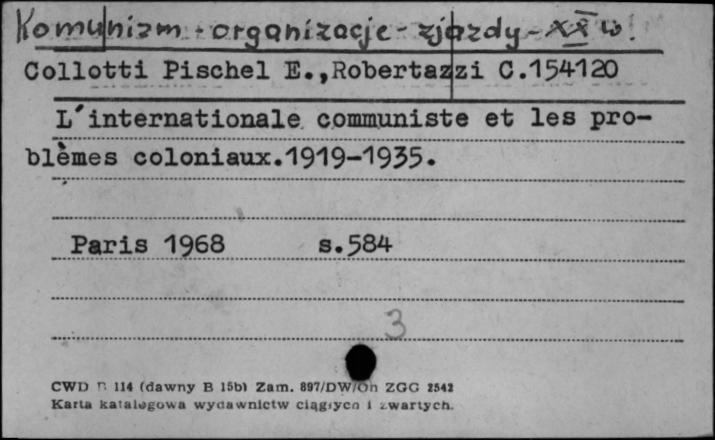 Komunizm - organizacje - zjazdy - XX w.
Collotti Pischel E.,Robertazzi C.154120
L'internationale communiste et les pro-
blèmes coloniaux.1919-1935.
Paris 1968 s.584
3
CWD B 114 (dawny B 15b) Zam. 897/DW/On ZGG 2542
Karta katalogowa wydawnictw ciągłych i zwartych.